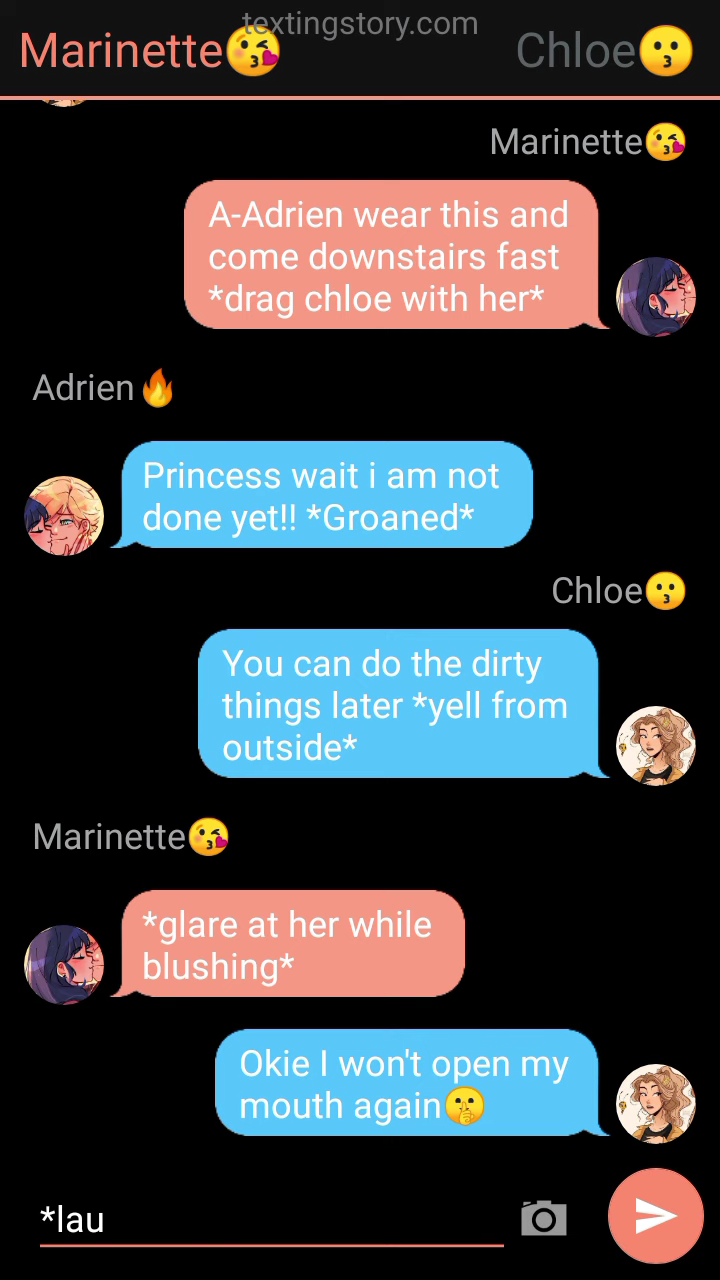 textingstory.com
Marinette😘 Chloe😗
Marinette😘
A-Adrien wear this and
come downstairs fast
*drag chloe with her*
Adrien🔥
Princess wait i am not
done yet!! *Groaned*
Chloe😗
You can do the dirty
things later *yell from
outside*
Marinette😘
*glare at her while
blushing*
Okie I won't open my
mouth again🤫
*lau